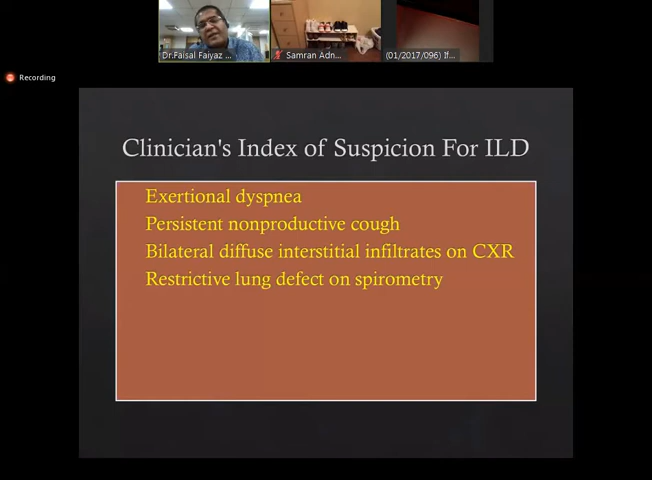 Dr.Faisal Faiyaz ...
Samran Adn...
(01/2017/096) If...
Recording
Clinician's Index of Suspicion For ILD
Exertional dyspnea
Persistent nonproductive cough
Bilateral diffuse interstitial infiltrates on CXR
Restrictive lung defect on spirometry